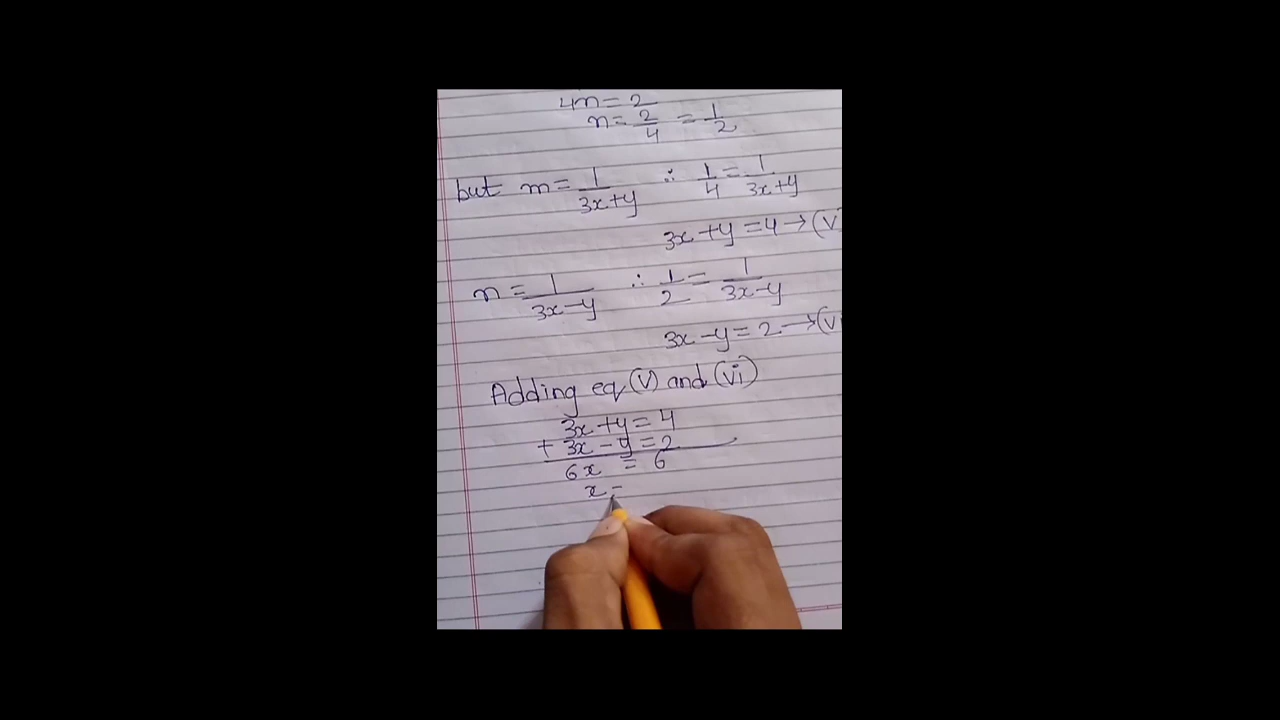 4n = 2
n = 2/4 = 1/2
but m = 1/(3x+y) ∴ 1/4 = 1/(3x+y)
3x+y = 4 → (V
n = 1/(3x-y) ∴ 1/2 = 1/(3x-y)
3x-y = 2 → (Vi
Adding eq (V) and (Vi)
3x+y = 4
+ 3x-y = 2
6x = 6
x =